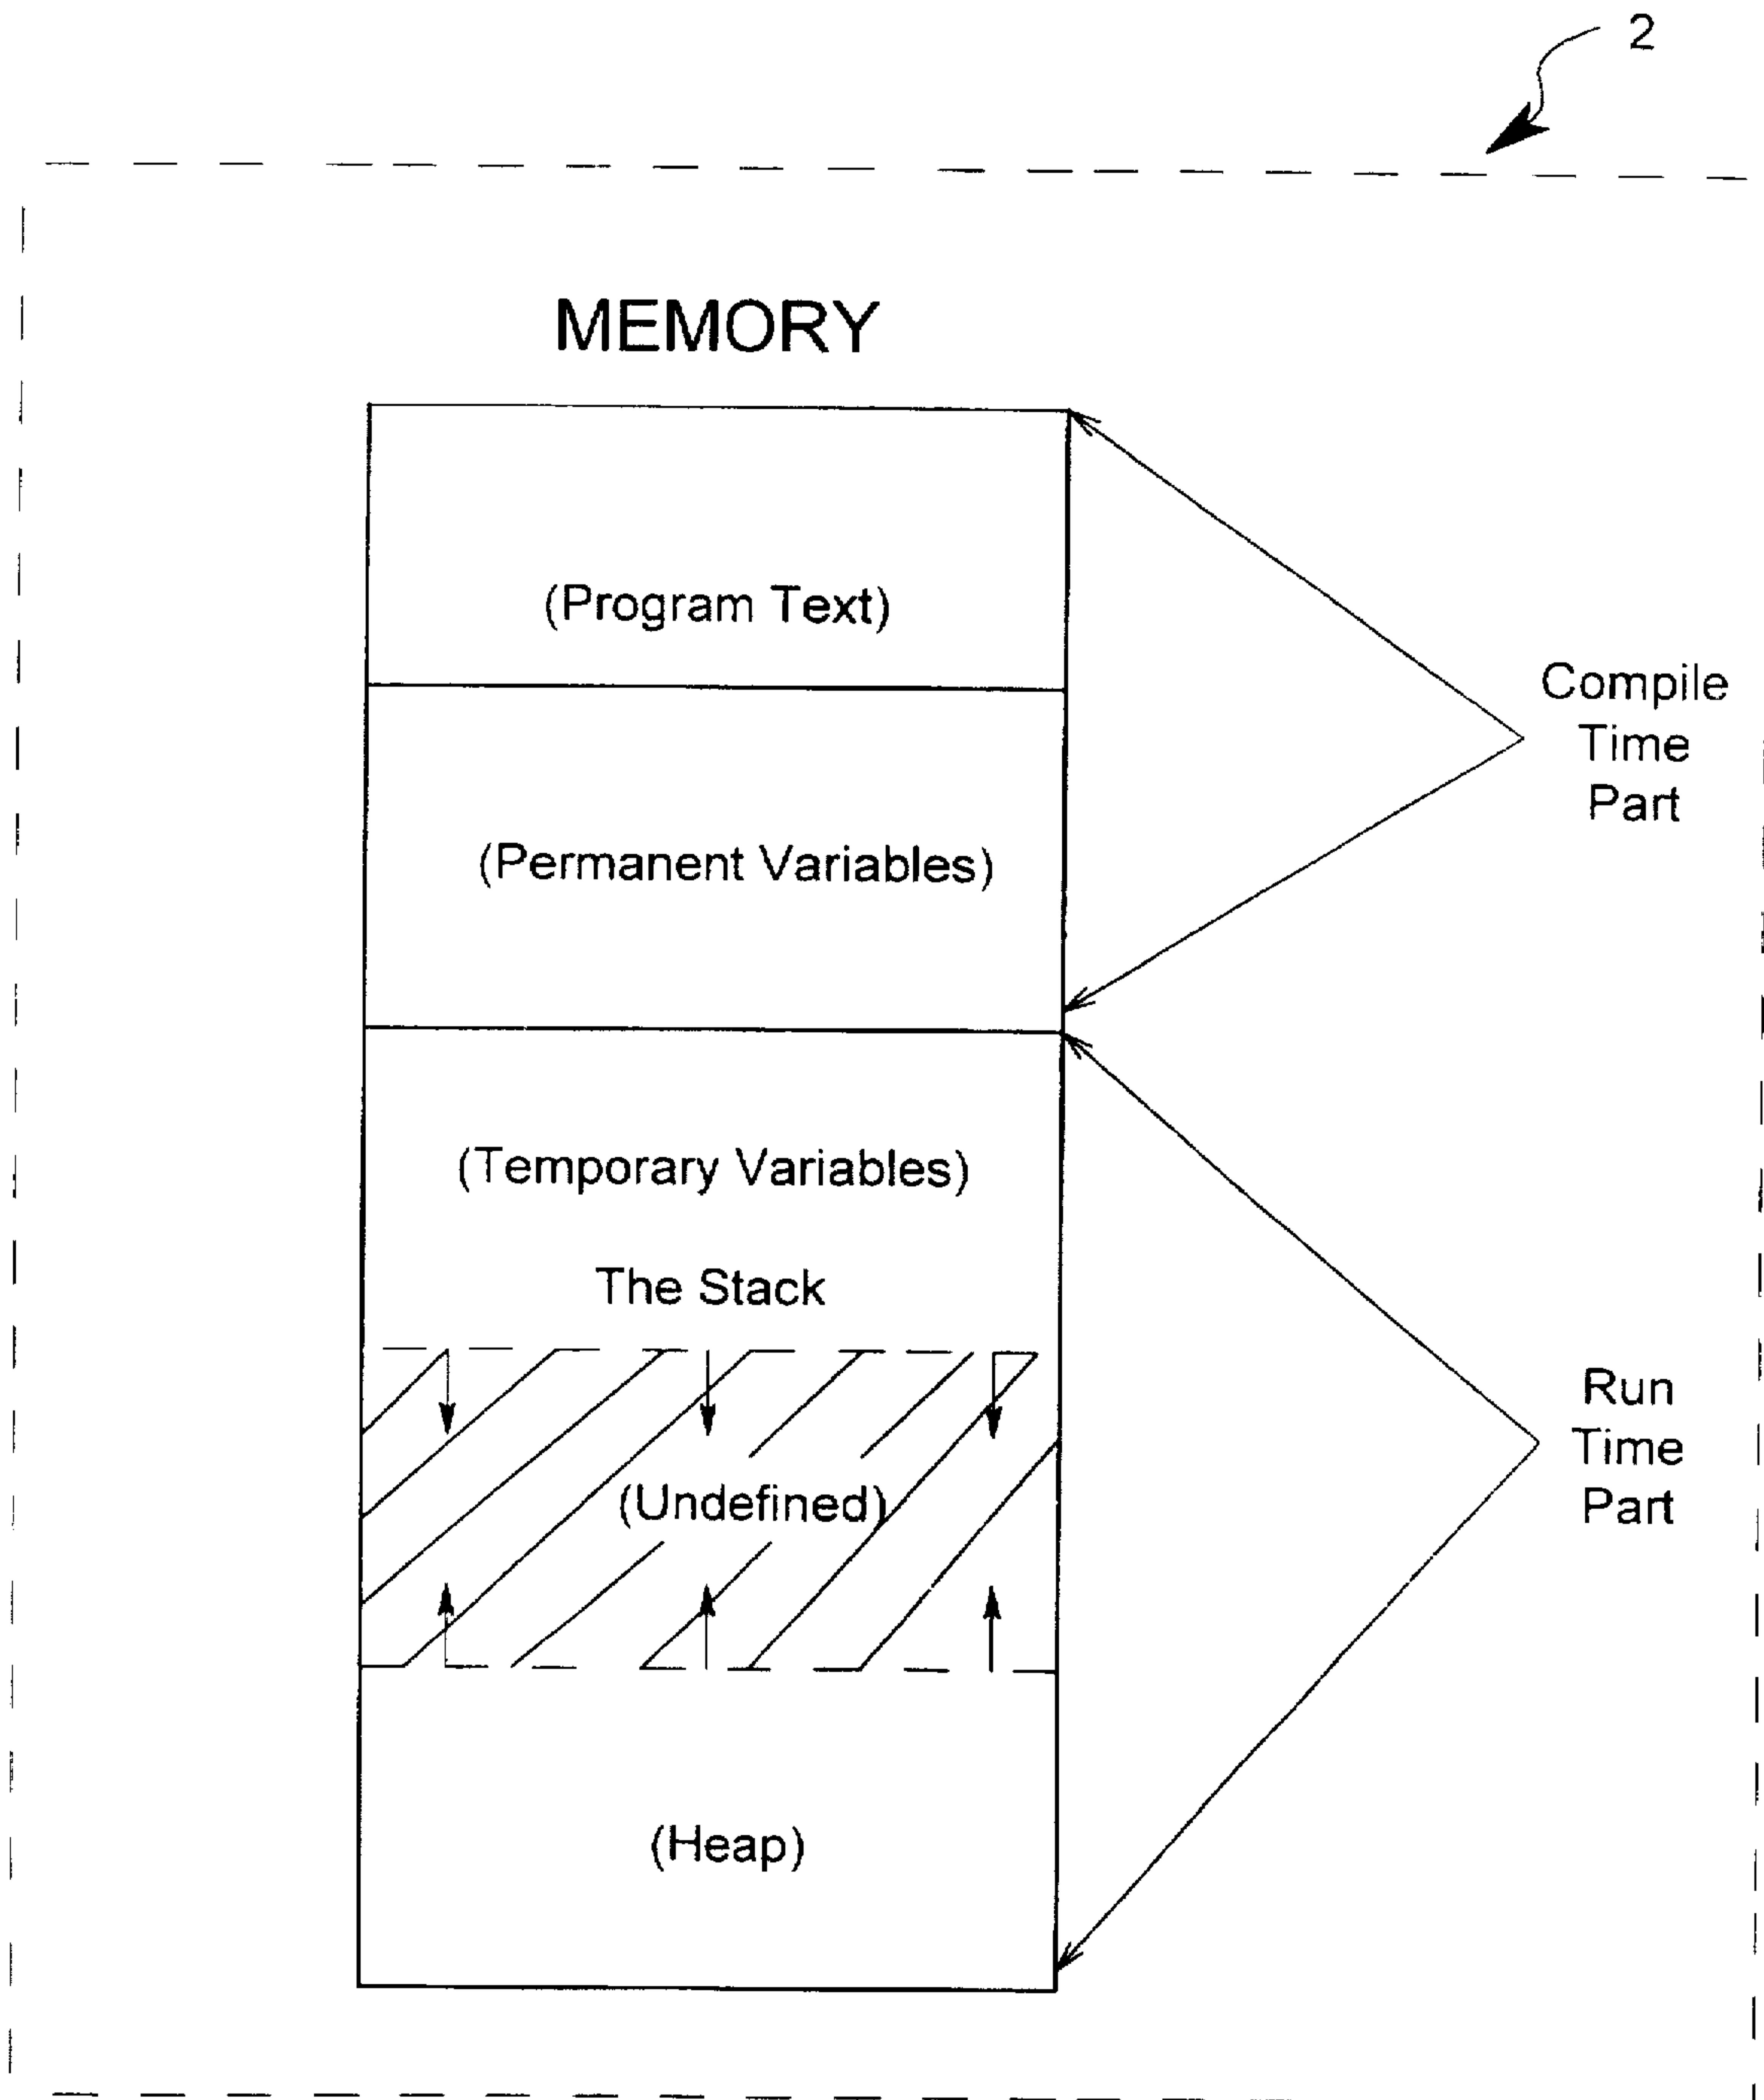 2
MEMORY
(Program Text)
Compile
Time
Part
(Permanent Variables)
(Temporary Variables)
The Stack
Run
Time
Part
(Undefined)
(Heap)